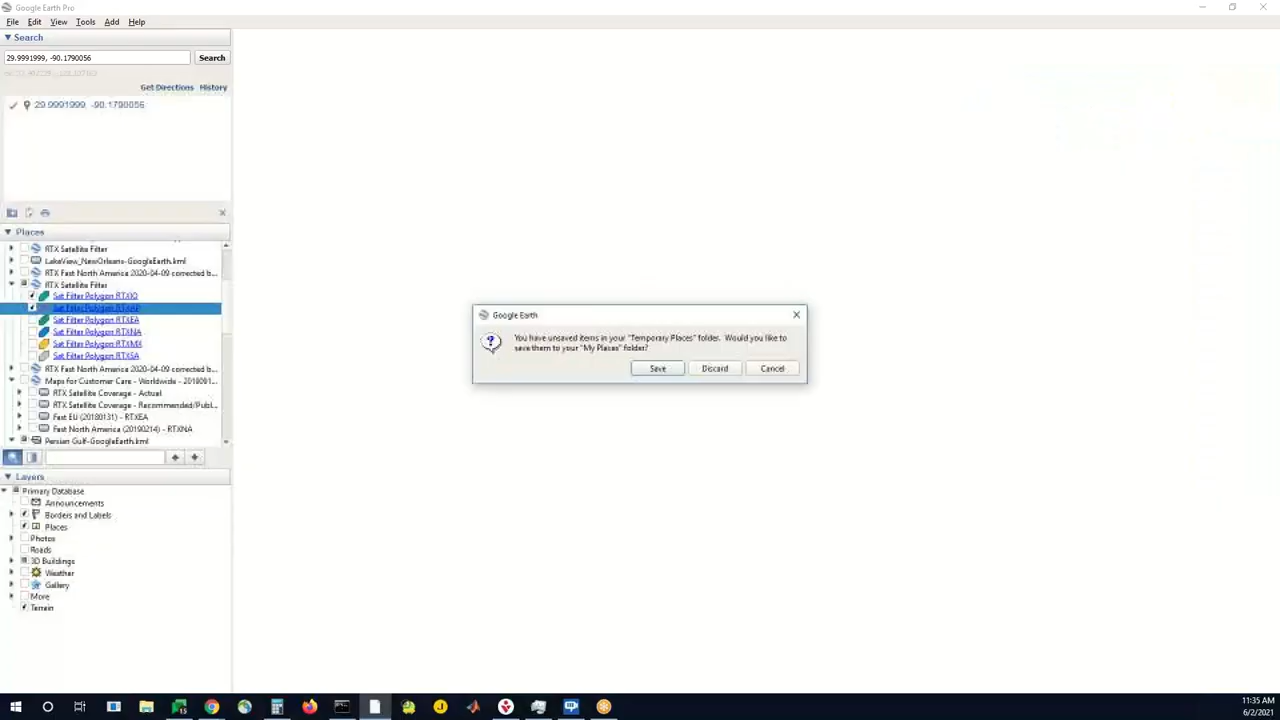 Google Earth Pro
File Edit View Tools Add Help
Search
29.9991999, -90.1790056
Search
Get Directions History
29.9991999, -90.1790056
Places
RTX Satellite Filter
LakeView_NewOrleans-GoogleEarth.kml
RTX Fast North America 2020-04-09 corrected b...
RTX Satellite Filter
Sat Filter Polygon RTXIO
Sat Filter Polygon
Sat Filter Polygon RTXEA
Sat Filter Polygon RTXNA
Sat Filter Polygon RTXMX
Sat Filter Polygon RTXSA
RTX Fast North America 2020-04-09 corrected b...
Maps for Customer Care - Worldwide - 2018091...
RTX Satellite Coverage - Actual
RTX Satellite Coverage - Recommended/Publ...
Fast EU (20180131) - RTXEA
Fast North America (20190214) - RTXNA
Persian Gulf-GoogleEarth.kml
Google Earth
You have unsaved items in your "Temporary Places" folder. Would you like to
save them to your "My Places" folder?
Save Discard Cancel
Layers
Primary Database
Announcements
Borders and Labels
Places
Photos
Roads
3D Buildings
Weather
Gallery
More
Terrain
11:35 AM
6/2/2021